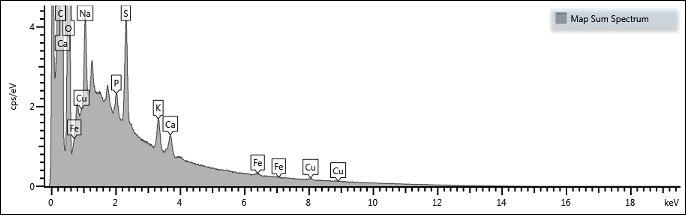 Map Sum Spectrum
C
Na
S
O
Ca
4
P
Cu
K
Ca
Fe
Fe
Fe
Cu
Cu
cps/eV
2
0
0
2
4
6
8
10
12
14
16
18
keV